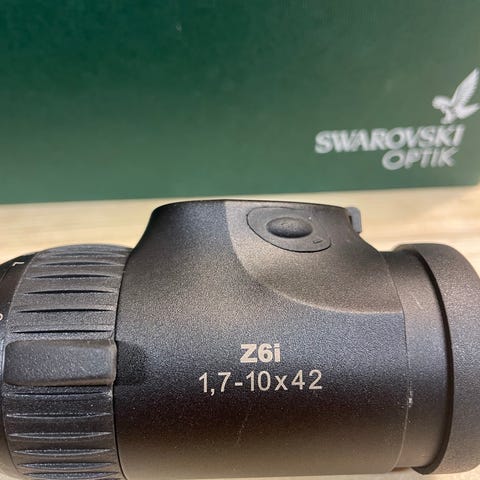 SWAROVSKI
OPTIK
Z6i
1,7-10x42